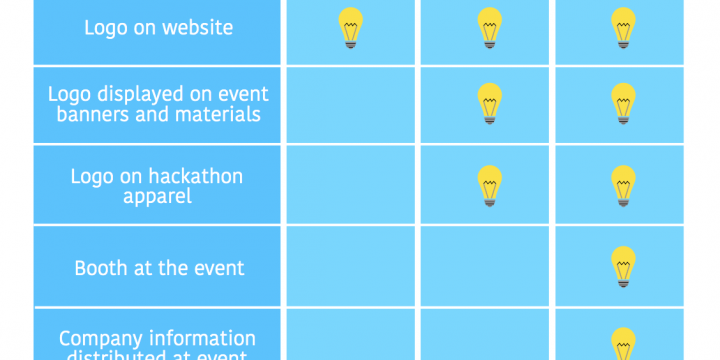 Logo on website
Logo displayed on event
banners and materials
Logo on hackathon
apparel
Booth at the event
Company information
distributed at event